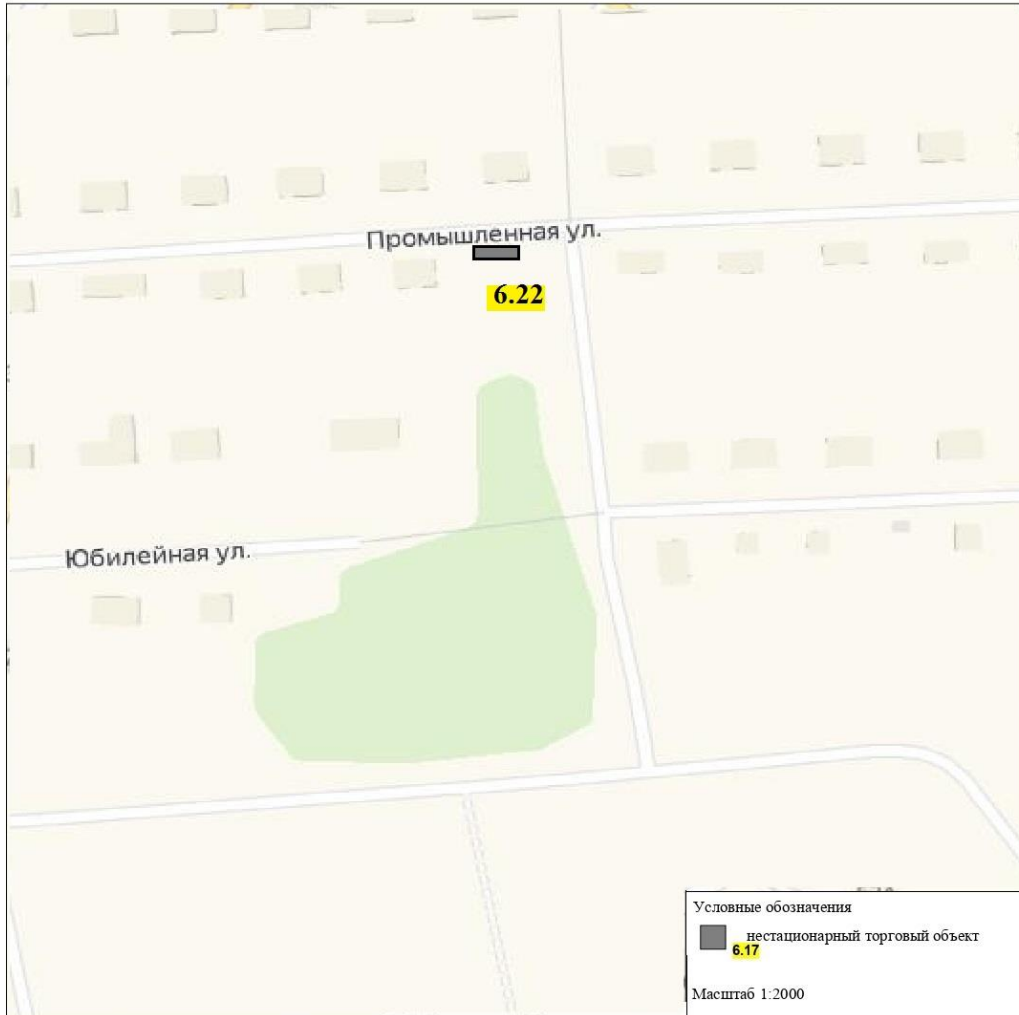 Промышленная ул.
6.22
Юбилейная ул.
Условные обозначения
нестационарный торговый объект
6.17
Масштаб 1:2000